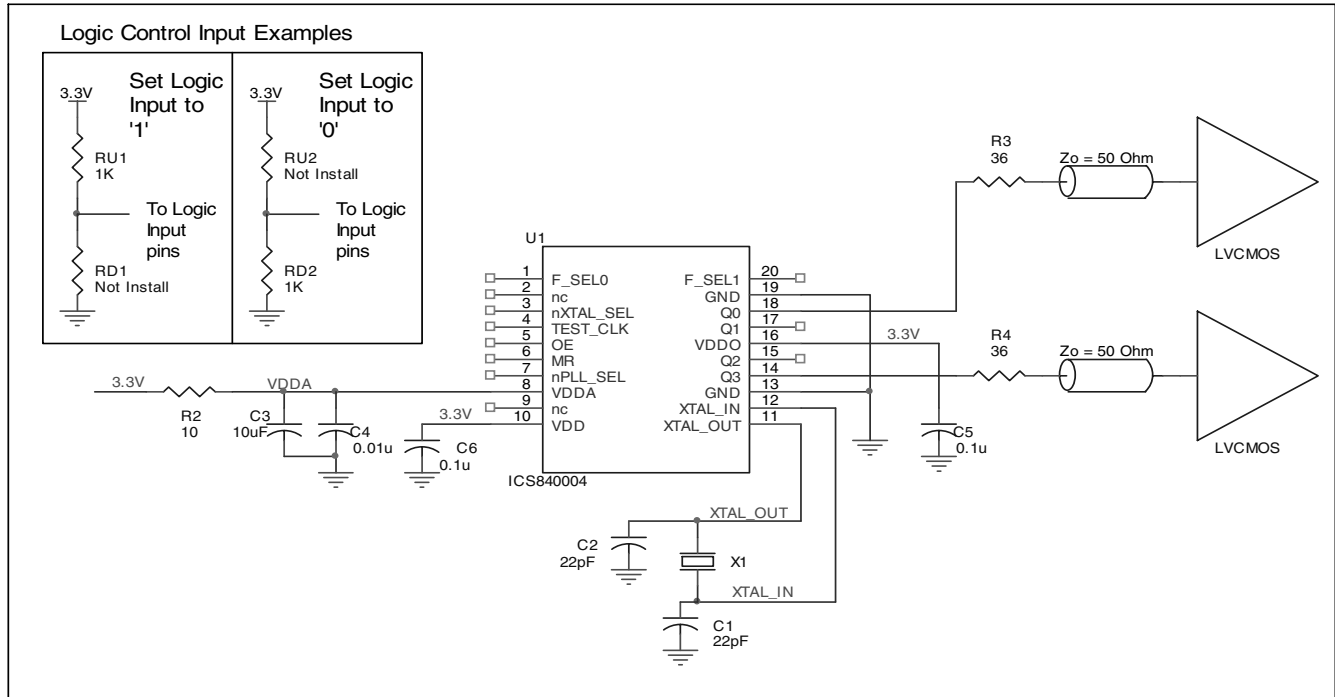 Logic Control Input Examples
Set Logic
Input to
'1'
3.3V
RU1
1K
To Logic
Input
pins
RD1
Not Install
Set Logic
Input to
'0'
3.3V
RU2
Not Install
To Logic
Input
pins
RD2
1K
U1
1 F_SEL0
2 nc
3 nXTAL_SEL
4 TEST_CLK
5 OE
6 MR
7 nPLL_SEL
8 VDDA
9 nc
10 VDD
F_SEL1 20
GND 19
Q0 18
Q1 17
VDDO 16
Q2 15
Q3 14
GND 13
XTAL_IN 12
XTAL_OUT 11
ICS840004
3.3V
R2
10
VDDA
C3
10uF
C4
0.01u
3.3V
C6
0.1u
R3
36
Zo = 50 Ohm
LVCMOS
3.3V
R4
36
Zo = 50 Ohm
LVCMOS
C5
0.1u
XTAL_OUT
C2
22pF
X1
XTAL_IN
C1
22pF